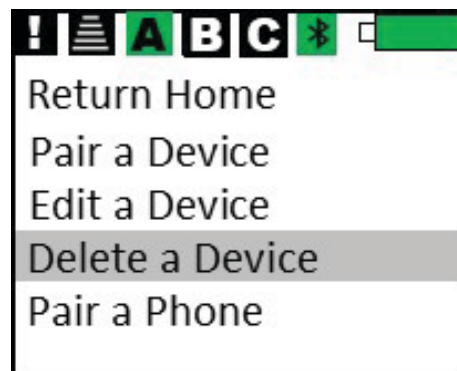 ! A B C
Return Home
Pair a Device
Edit a Device
Delete a Device
Pair a Phone